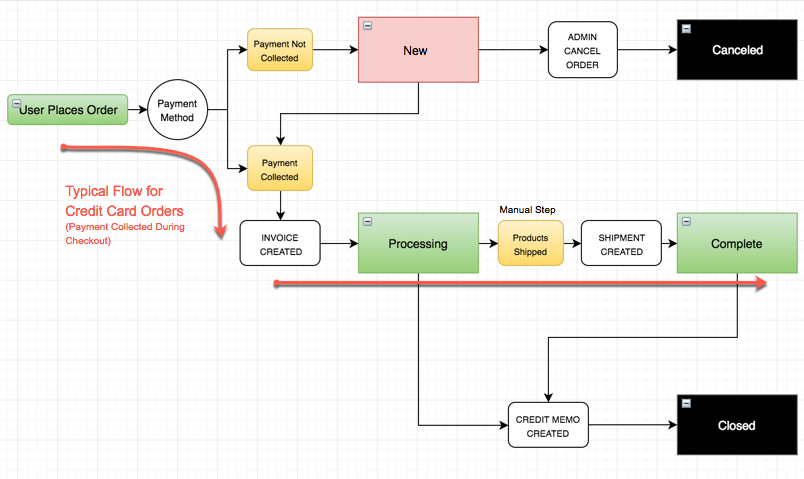 Payment Not
Collected
New
ADMIN
CANCEL
ORDER
Canceled
User Places Order
Payment
Method
Payment
Collected
Typical Flow for
Credit Card Orders
(Payment Collected During
Checkout)
INVOICE
CREATED
Processing
Manual Step
Products
Shipped
SHIPMENT
CREATED
Complete
CREDIT MEMO
CREATED
Closed